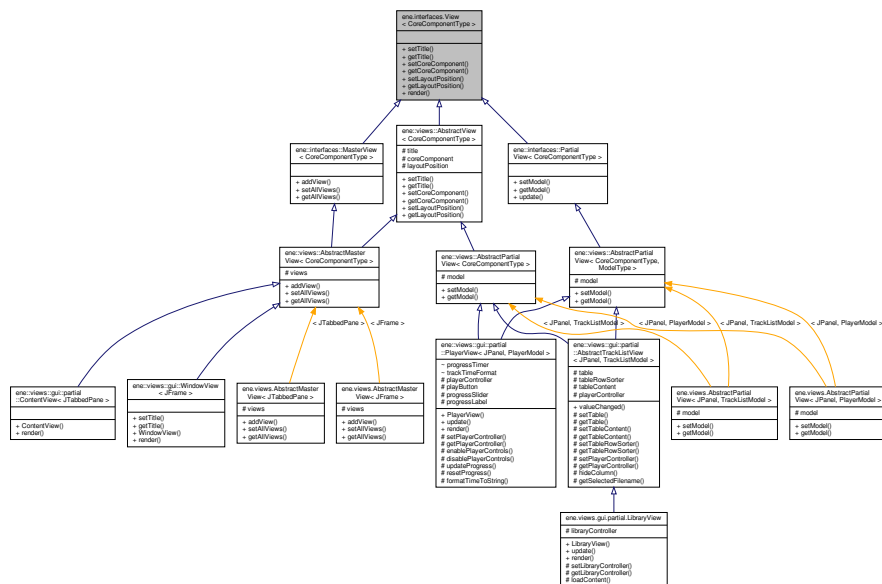 ene.interfaces.View
< CoreComponentType >
+ setTitle()
+ getTitle()
+ setCoreComponent()
+ getCoreComponent()
+ setLayoutPosition()
+ getLayoutPosition()
+ render()
ene::interfaces::MasterView
< CoreComponentType >
+ addView()
+ setAllViews()
+ getAllViews()
ene::views::AbstractView
< CoreComponentType >
# title
# coreComponent
# layoutPosition
+ setTitle()
+ getTitle()
+ setCoreComponent()
+ getCoreComponent()
+ setLayoutPosition()
+ getLayoutPosition()
ene::interfaces::Partial
View< CoreComponentType >
+ setModel()
+ getModel()
+ update()
ene::views::AbstractMaster
View< CoreComponentType >
# views
+ addView()
+ setAllViews()
+ getAllViews()
ene::views::AbstractPartial
View< CoreComponentType >
# model
+ setModel()
+ getModel()
ene::views::AbstractPartial
View< CoreComponentType,
ModelType >
# model
+ setModel()
+ getModel()
< JTabbedPane >
< JFrame >
< JPanel, TrackListModel >
< JPanel, PlayerModel >
< JPanel, TrackListModel >
< JPanel, PlayerModel >
ene::views::gui::partial
::ContentView< JTabbedPane >
+ ContentView()
+ render()
ene::views::gui::WindowView
< JFrame >
+ setTitle()
+ getTitle()
+ WindowView()
+ render()
ene.views.AbstractMaster
View< JTabbedPane >
# views
+ addView()
+ setAllViews()
+ getAllViews()
ene.views.AbstractMaster
View< JFrame >
# views
+ addView()
+ setAllViews()
+ getAllViews()
ene::views::gui::partial
::PlayerView< JPanel, PlayerModel >
~ progressTimer
~ trackTimeFormat
# playerController
# playButton
# progressSlider
# progressLabel
+ PlayerView()
+ update()
+ render()
# setPlayerController()
# getPlayerController()
# enablePlayerControls()
# disablePlayerControls()
# updateProgress()
# resetProgress()
# formatTimeToString()
ene::views::gui::partial
::AbstractTrackListView
< JPanel, TrackListModel >
# table
# tableRowSorter
# tableContent
# playerController
+ valueChanged()
# setTable()
# getTable()
# setTableContent()
# getTableContent()
# setTableRowSorter()
# getTableRowSorter()
# setPlayerController()
# getPlayerController()
# hideColumn()
# getSelectedFilename()
ene.views.AbstractPartial
View< JPanel, TrackListModel >
# model
+ setModel()
+ getModel()
ene.views.AbstractPartial
View< JPanel, PlayerModel >
# model
+ setModel()
+ getModel()
ene.views.gui.partial.LibraryView
# libraryController
+ LibraryView()
+ update()
+ render()
# setLibraryController()
# getLibraryController()
# loadContent()